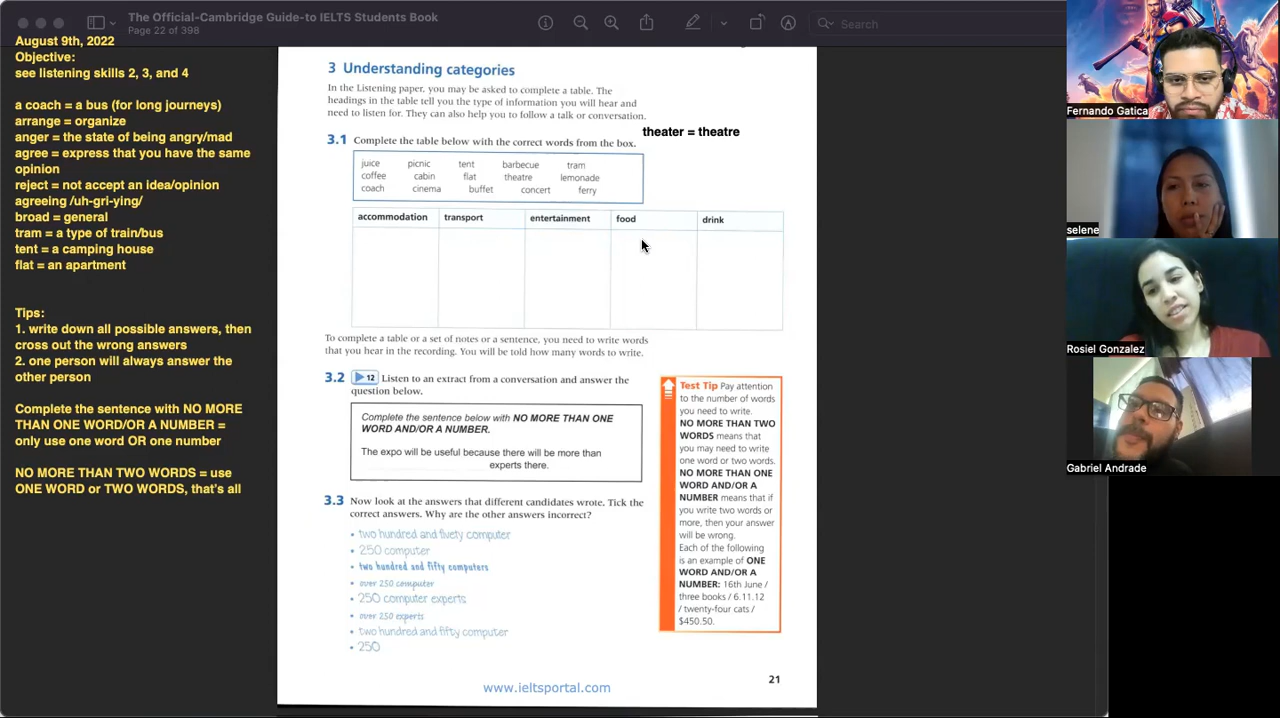 The Official-Cambridge Guide-to IELTS Students Book
Page 22 of 398
Search
August 9th, 2022
Objective:
see listening skills 2, 3, and 4
a coach = a bus (for long journeys)
arrange = organize
anger = the state of being angry/mad
agree = express that you have the same
opinion
reject = not accept an idea/opinion
agreeing /uh-gri-ying/
broad = general
tram = a type of train/bus
tent = a camping house
flat = an apartment
Tips:
1. write down all possible answers, then
cross out the wrong answers
2. one person will always answer the
other person
Complete the sentence with NO MORE
THAN ONE WORD/OR A NUMBER =
only use one word OR one number
NO MORE THAN TWO WORDS = use
ONE WORD or TWO WORDS, that's all
3 Understanding categories
In the Listening paper, you may be asked to complete a table. The
headings in the table tell you the type of information you will hear and
need to listen for. They can also help you to follow a talk or conversation.
theater = theatre
3.1 Complete the table below with the correct words from the box.
juice picnic tent barbecue tram
coffee cabin flat theatre lemonade
coach cinema buffet concert ferry
accommodation transport entertainment food drink
To complete a table or a set of notes or a sentence, you need to write words
that you hear in the recording. You will be told how many words to write.
3.2 12 Listen to an extract from a conversation and answer the
question below.
Complete the sentence below with NO MORE THAN ONE
WORD AND/OR A NUMBER.
The expo will be useful because there will be more than
experts there.
3.3 Now look at the answers that different candidates wrote. Tick the
correct answers. Why are the other answers incorrect?
• two hundred and fivety computer
• 250 computer
• two hundred and fifty computers
• over 250 computer
• 250 computer experts
• over 250 experts
• two hundred and fifty computer
• 250
Test Tip Pay attention
to the number of words
you need to write.
NO MORE THAN TWO
WORDS means that
you may need to write
one word or two words.
NO MORE THAN ONE
WORD AND/OR A
NUMBER means that if
you write two words or
more, then your answer
will be wrong.
Each of the following
is an example of ONE
WORD AND/OR A
NUMBER: 16th June /
three books / 6.11.12
/ twenty-four cats /
$450.50.
21
www.ieltsportal.com
Fernando Gatica
selene
Rosiel Gonzalez
Gabriel Andrade